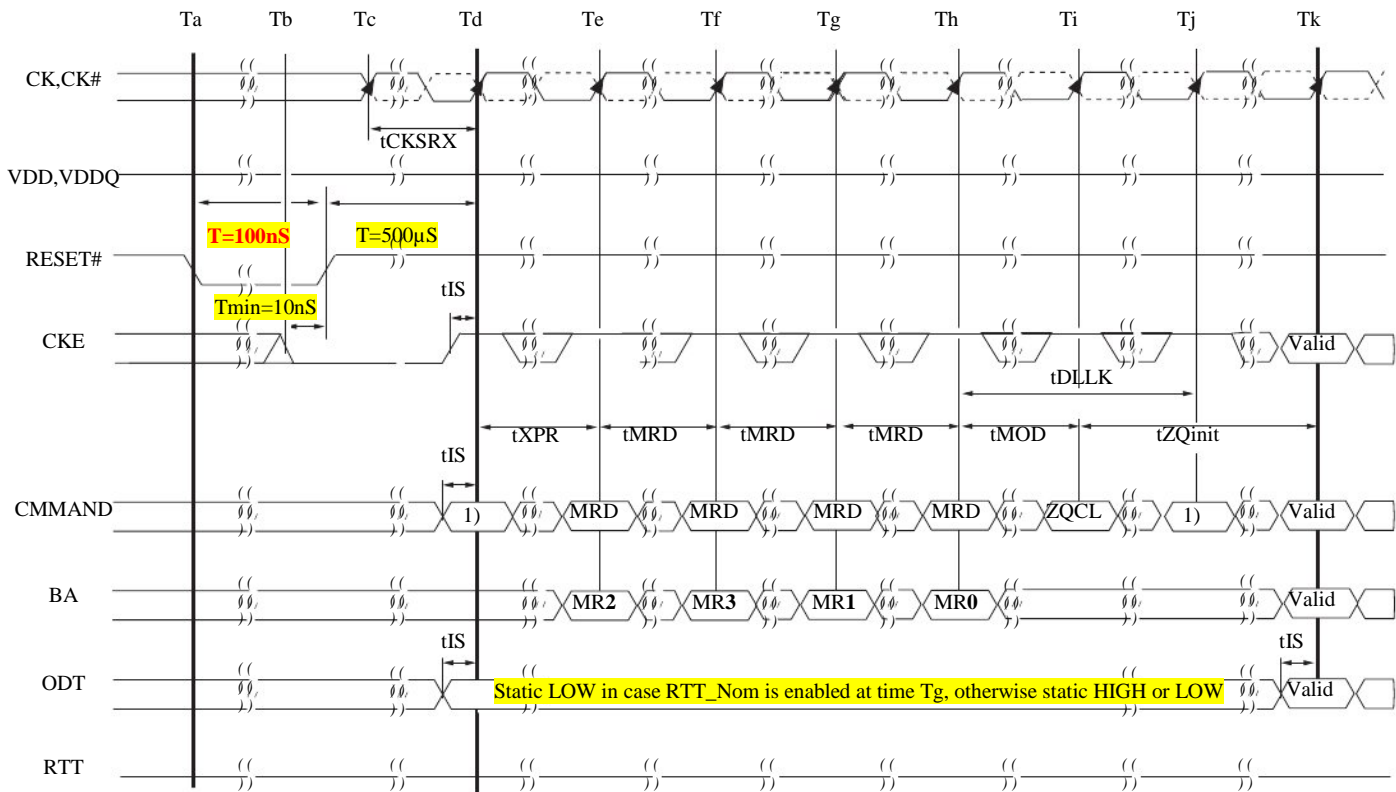 Ta Tb Tc Td Te Tf Tg Th Ti Tj Tk
CK,CK#
tCKSRX
VDD,VDDQ
T=100nS T=500µS
RESET#
Tmin=10nS tIS
CKE Valid
tDLLK
tXPR tMRD tMRD tMRD tMOD tZQinit
tIS
CMMAND 1) MRD MRD MRD MRD ZQCL 1) Valid
BA MR2 MR3 MR1 MR0 Valid
tIS tIS
ODT Static LOW in case RTT_Nom is enabled at time Tg, otherwise static HIGH or LOW Valid
RTT